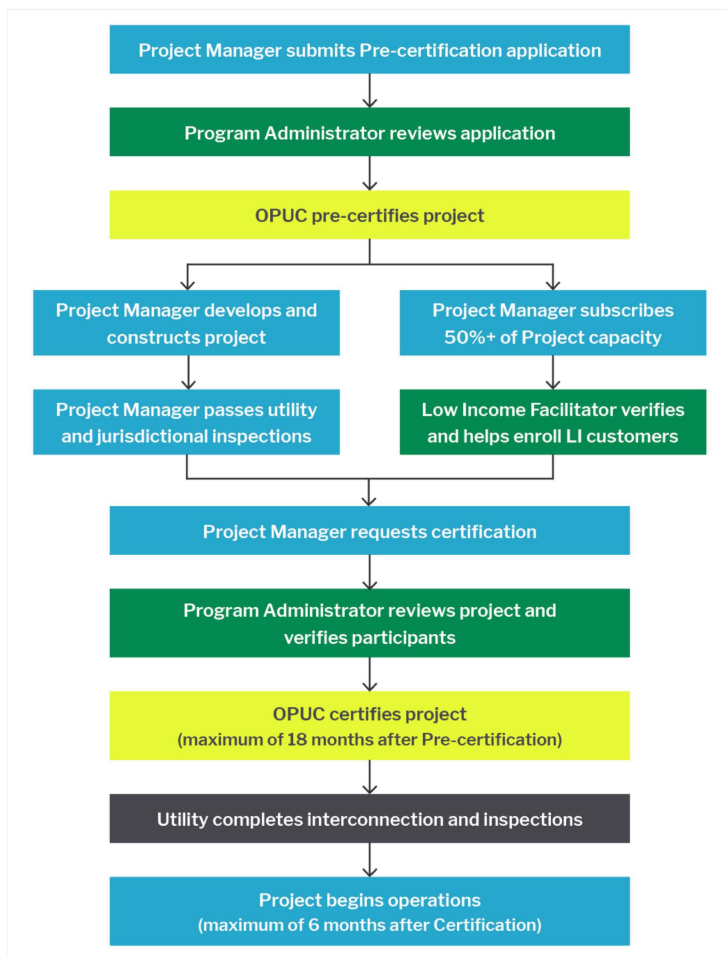 Project Manager submits Pre-certification application
Program Administrator reviews application
OPUC pre-certifies project
Project Manager develops and
constructs project
Project Manager subscribes
50%+ of Project capacity
Project Manager passes utility
and jurisdictional inspections
Low Income Facilitator verifies
and helps enroll LI customers
Project Manager requests certification
Program Administrator reviews project and
verifies participants
OPUC certifies project
(maximum of 18 months after Pre-certification)
Utility completes interconnection and inspections
Project begins operations
(maximum of 6 months after Certification)